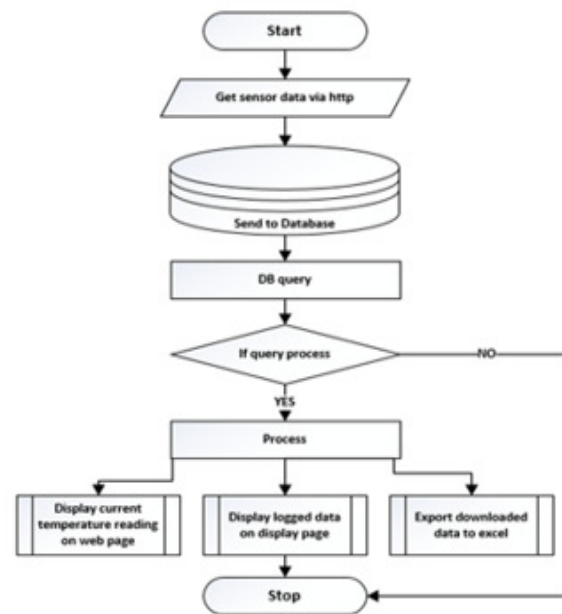 Start
Get sensor data via http
Send to Database
DB query
If query process
NO
YES
Process
Display current
temperature reading
on web page
Display logged data
on display page
Export downloaded
data to excel
Stop